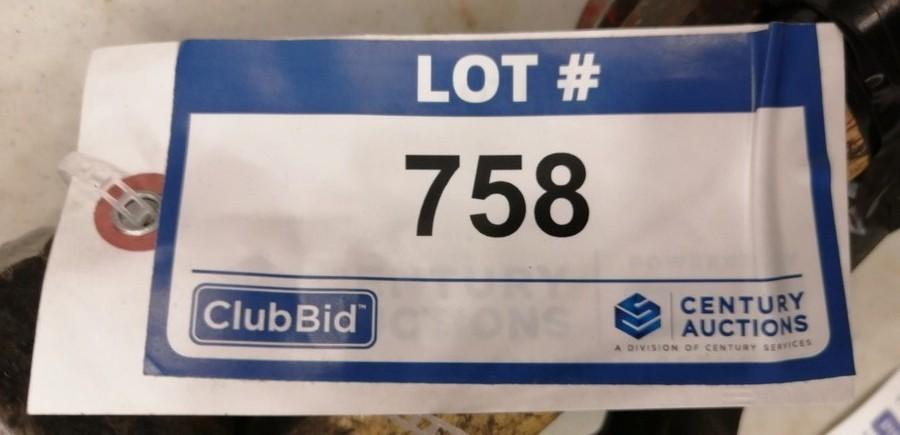 LOT #
758
ClubBid™
CENTURY
AUCTIONS
A DIVISION OF CENTURY SERVICES